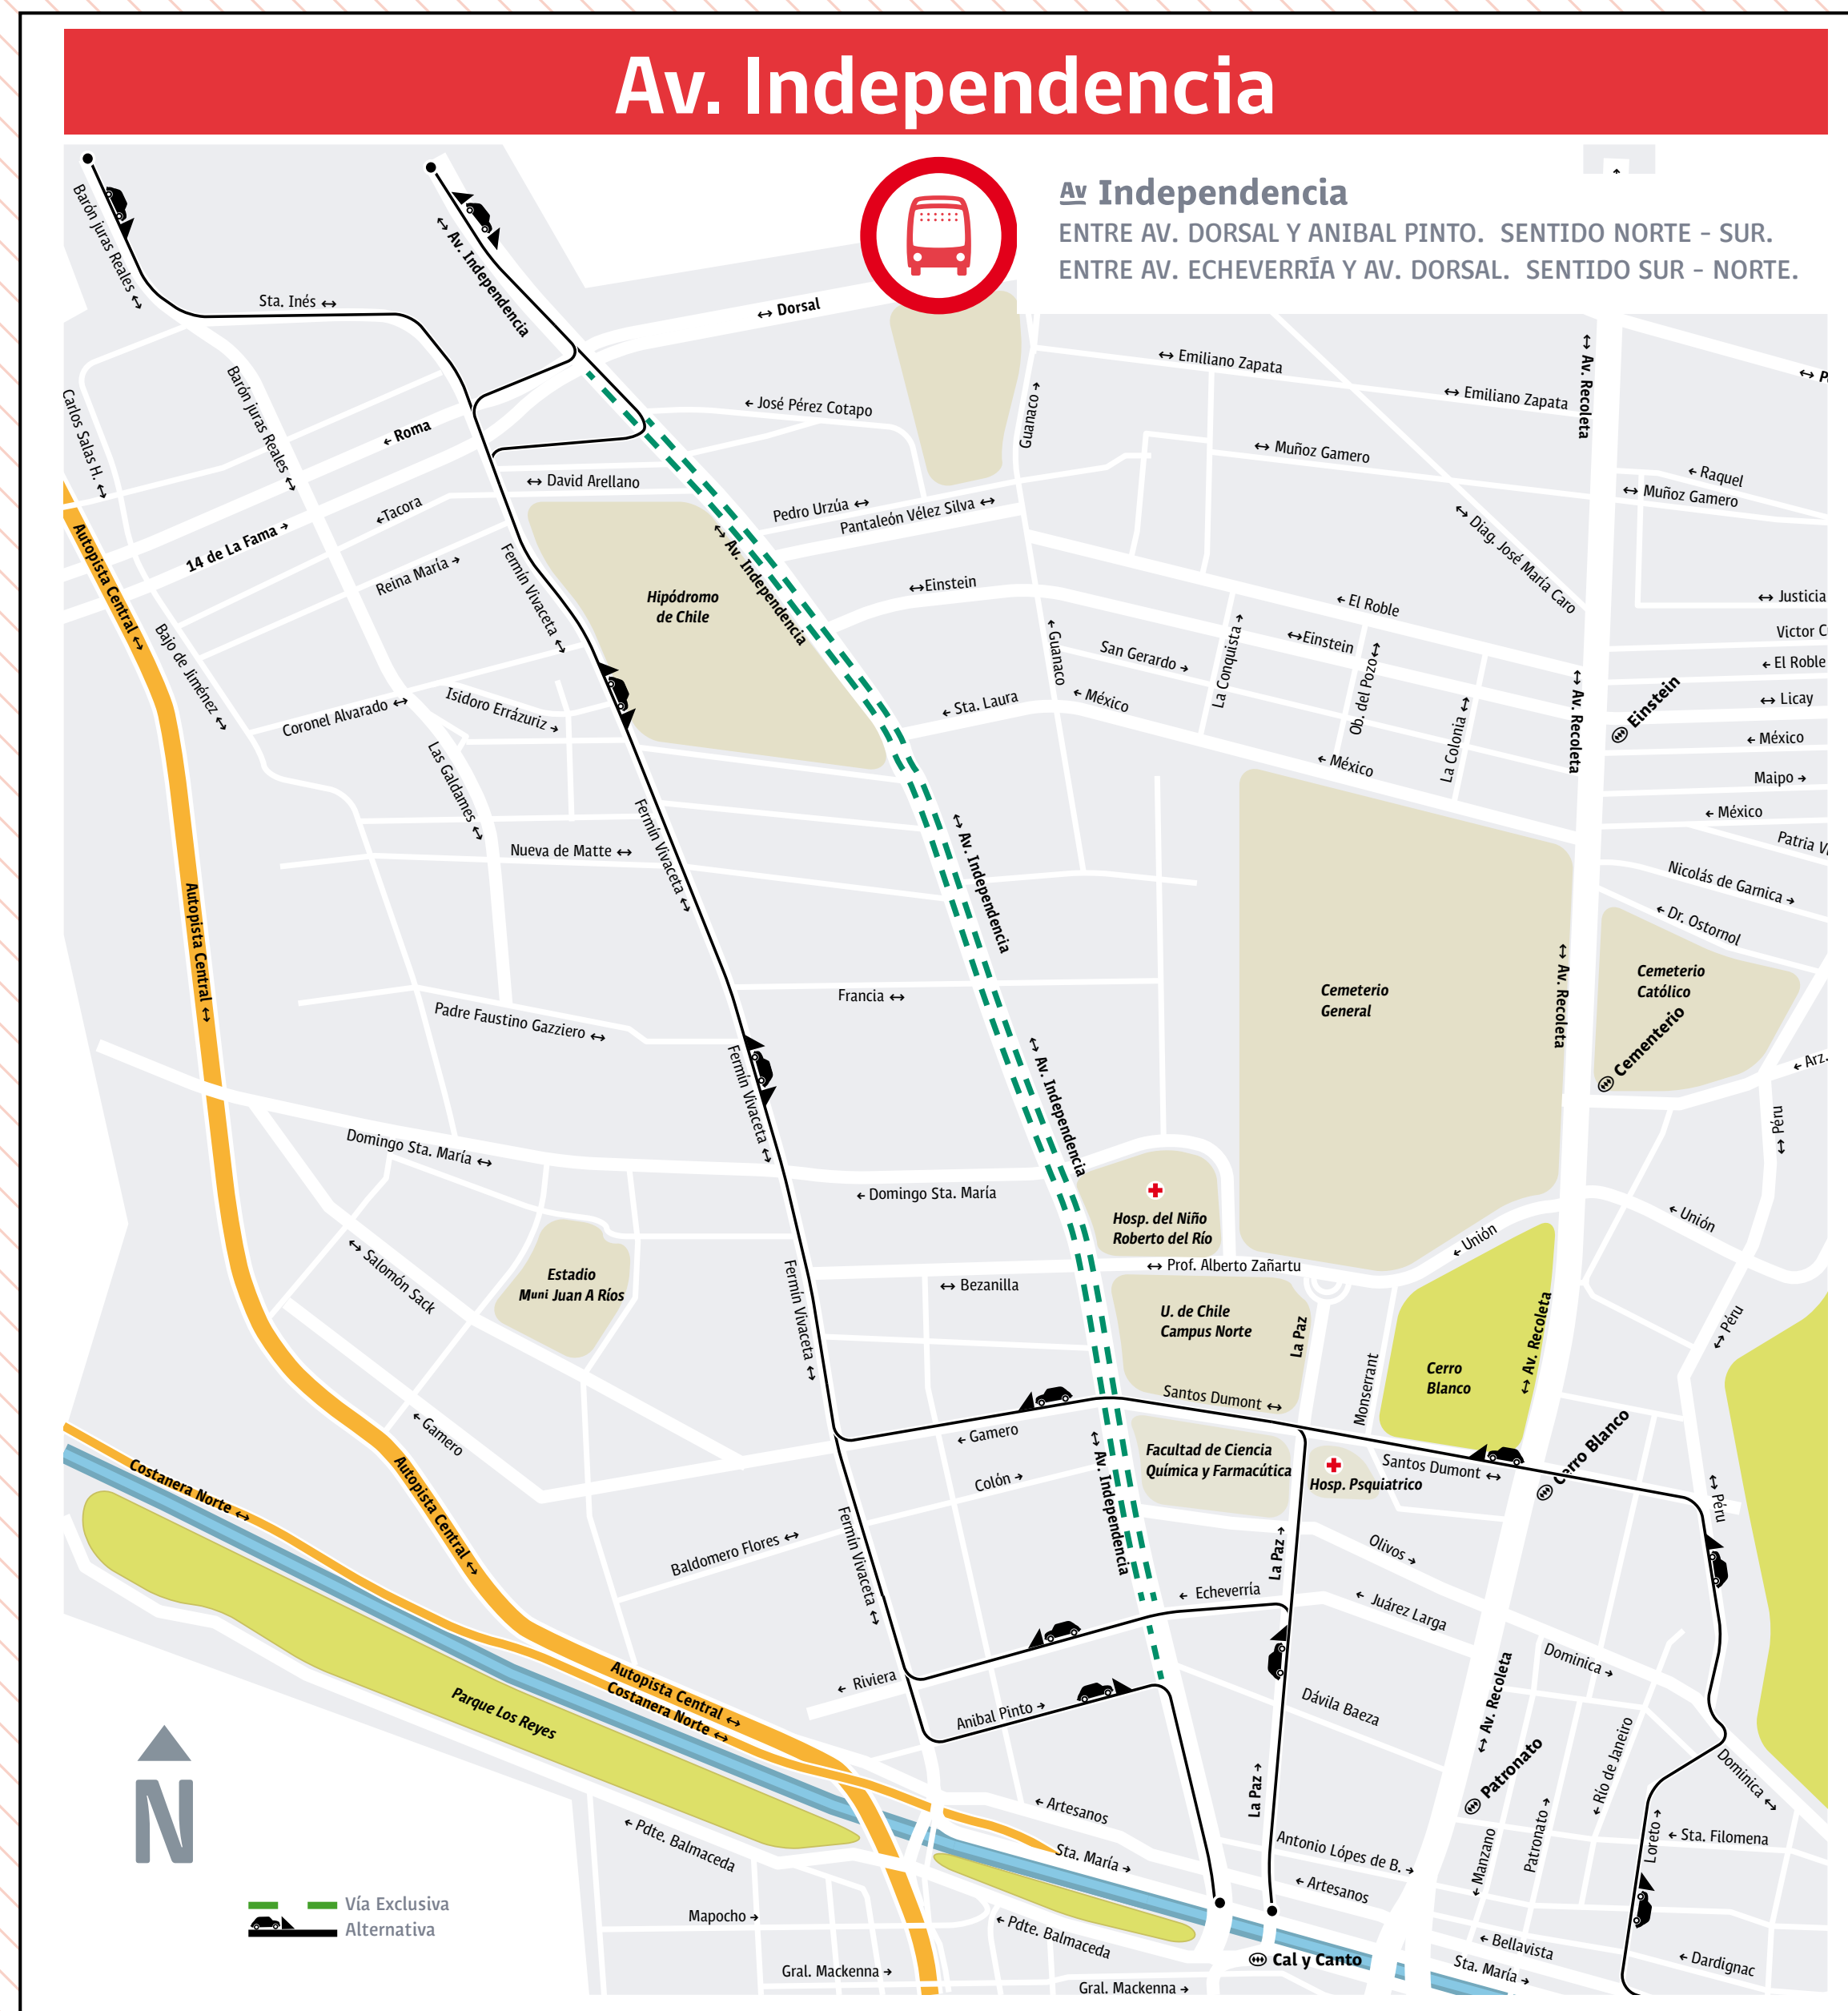 Av. Independencia
Av Independencia
ENTRE AV. DORSAL Y ANIBAL PINTO. SENTIDO NORTE - SUR.
ENTRE AV. ECHEVERRÍA Y AV. DORSAL. SENTIDO SUR - NORTE.
Barón juras Reales ↔
↔ Av. Independencia
Sta. Inés ↔
↔ Dorsal
↔ Emiliano Zapata
↔ Emiliano Zapata
↔ Av. Recoleta
Carlos Salas H. ↔
Barón juras Reales ↔
← Roma
← José Pérez Cotapo
Guanaco →
↔ Muñoz Gamero
← Raquel
↔ Muñoz Gamero
↔ David Arellano
Pedro Urzúa ↔
Pantaleón Vélez Silva ↔
↔ Diag. José María Caro
←Tacora
14 de La Fama →
Reina María →
Autopista Central ↔
Fermín Vivaceta ↔
Hipódromo
de Chile
↔ Av. Independencia
↔Einstein
← El Roble
↔ Justicia
Bajo de Jiménez ↔
← Guanaco
San Gerardo →
La Conquista →
↔Einstein
Ob. del Pozo↔
Victor
← El Roble
Coronel Alvarado ↔
Isidoro Errázuriz →
← Sta. Laura
← México
La Colonia ↔
↔ Av. Recoleta
Einstein
↔ Licay
← México
← México
Maipo →
Las Galdames ↔
Fermín Vivaceta ↔
↔ Av. Independencia
← México
Patria
Nueva de Matte ↔
Nicolás de Garnica →
← Dr. Ostornol
Autopista Central ↔
Francia ↔
Cemeterio
General
↔ Av. Recoleta
Cemeterio
Católico
Cementerio
Padre Faustino Gazziero ↔
Fermín Vivaceta ↔
↔ Av. Independencia
← Arz.
Péru ↔
Domingo Sta. María ↔
← Domingo Sta. María
Hosp. del Niño
Roberto del Río
← Unión
← Unión
↔ Salomón Sack
Estadio
Muni Juan A Ríos
Fermín Vivaceta ↔
↔ Bezanilla
↔ Prof. Alberto Zañartu
U. de Chile
Campus Norte
La Paz
Monserrant
Cerro
Blanco
↔ Av. Recoleta
↔ Péru
← Gamero
← Gamero
Santos Dumont ↔
Facultad de Ciencia
Química y Farmacútica
Hosp. Psquiatrico
Santos Dumont ↔
Cerro Blanco
↔ Péru
Costanera Norte ↔
Autopista Central ↔
Colón →
Baldomero Flores ↔
Fermín Vivaceta ↔
↔ Av. Independencia
La Paz →
Olivos →
← Echeverría
← Juárez Larga
Dominica →
Parque Los Reyes
Autopista Central ↔
Costanera Norte ↔
← Riviera
Anibal Pinto →
Dávila Baeza
↔ Av. Recoleta
Patronato
← Rio de Janeiro
Dominica ↔
La Paz →
N
← Pdte. Balmaceda
← Artesanos
Sta. María →
Antonio Lópes de B. →
← Artesanos
← Manzano
Patronato →
Loreto →
← Sta. Filomena
Vía Exclusiva
Alternativa
Mapocho →
← Pdte. Balmaceda
Cal y Canto
← Bellavista
Sta. María →
← Dardignac
Gral. Mackenna →
Gral. Mackenna →